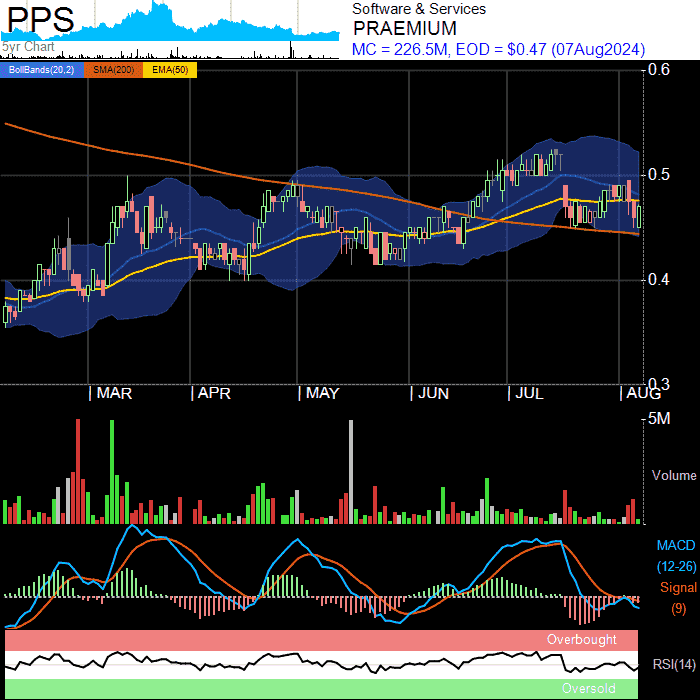 PPS
5yr Chart
Software & Services
PRAEMIUM
MC = 226.5M, EOD = $0.47 (07Aug2024)
BollBands(20,2) SMA(200) EMA(50)
0.6
0.5
0.4
0.3
MAR APR MAY JUN JUL AUG
5M
Volume
MACD
(12-26)
Signal
(9)
Overbought
RSI(14)
Oversold